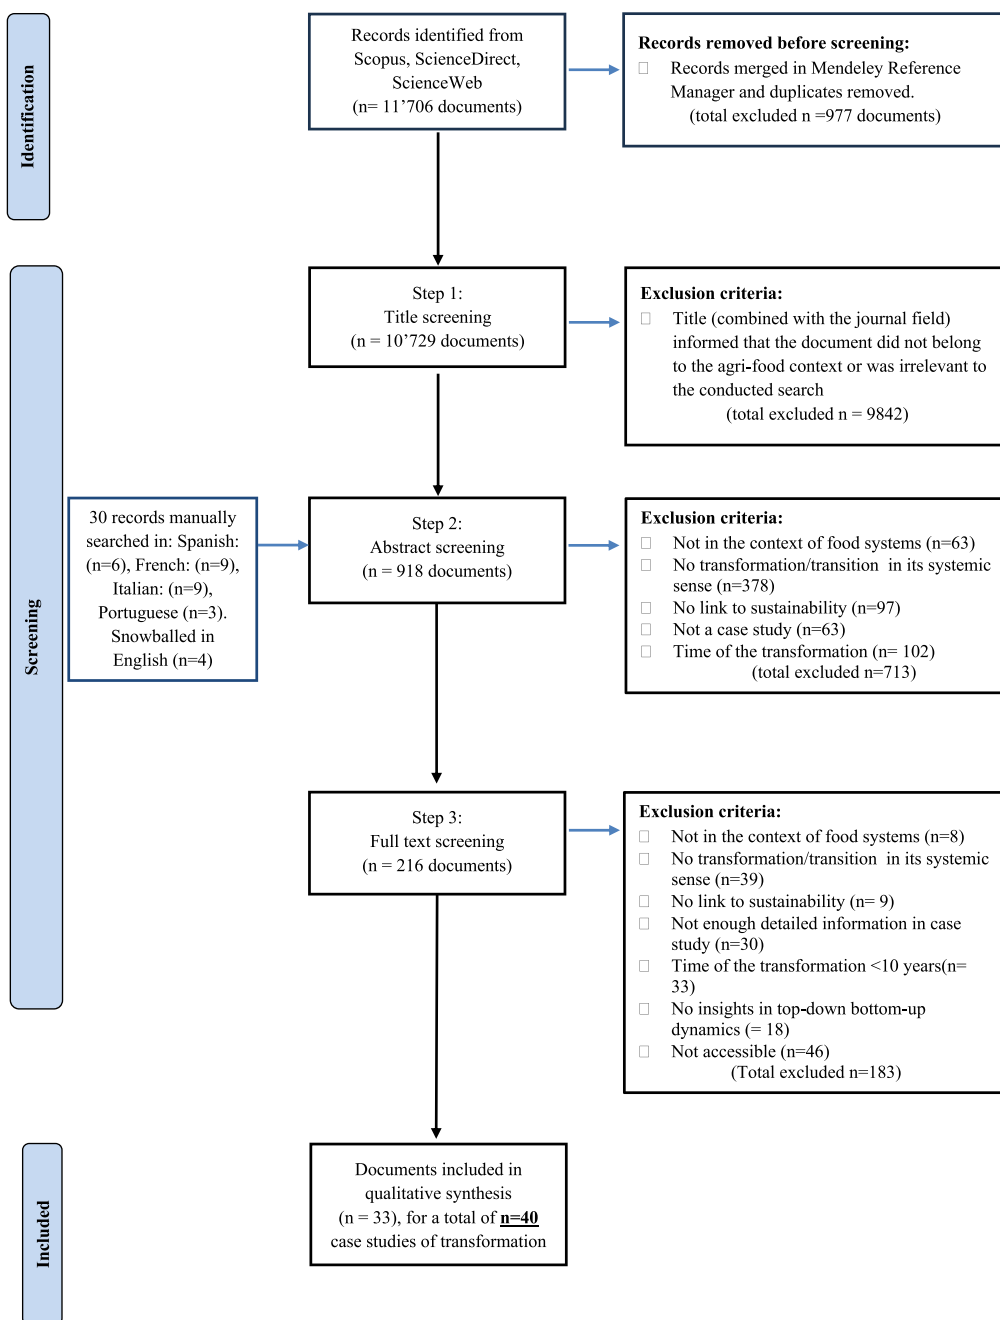 Identification
Records identified from
Scopus, ScienceDirect,
ScienceWeb
(n= 11'706 documents)
Records removed before screening:
Records merged in Mendeley Reference
Manager and duplicates removed.
(total excluded n =977 documents)
Screening
Step 1:
Title screening
(n = 10'729 documents)
Exclusion criteria:
Title (combined with the journal field)
informed that the document did not belong
to the agri-food context or was irrelevant to
the conducted search
(total excluded n = 9842)
30 records manually
searched in: Spanish:
(n=6), French: (n=9),
Italian: (n=9),
Portuguese (n=3).
Snowballed in
English (n=4)
Step 2:
Abstract screening
(n = 918 documents)
Exclusion criteria:
Not in the context of food systems (n=63)
No transformation/transition in its systemic
sense (n=378)
No link to sustainability (n=97)
Not a case study (n=63)
Time of the transformation (n= 102)
(total excluded n=713)
Step 3:
Full text screening
(n = 216 documents)
Exclusion criteria:
Not in the context of food systems (n=8)
No transformation/transition in its systemic
sense (n=39)
No link to sustainability (n= 9)
Not enough detailed information in case
study (n=30)
Time of the transformation <10 years(n=
33)
No insights in top-down bottom-up
dynamics (= 18)
Not accessible (n=46)
(Total excluded n=183)
Included
Documents included in
qualitative synthesis
(n = 33), for a total of n=40
case studies of transformation